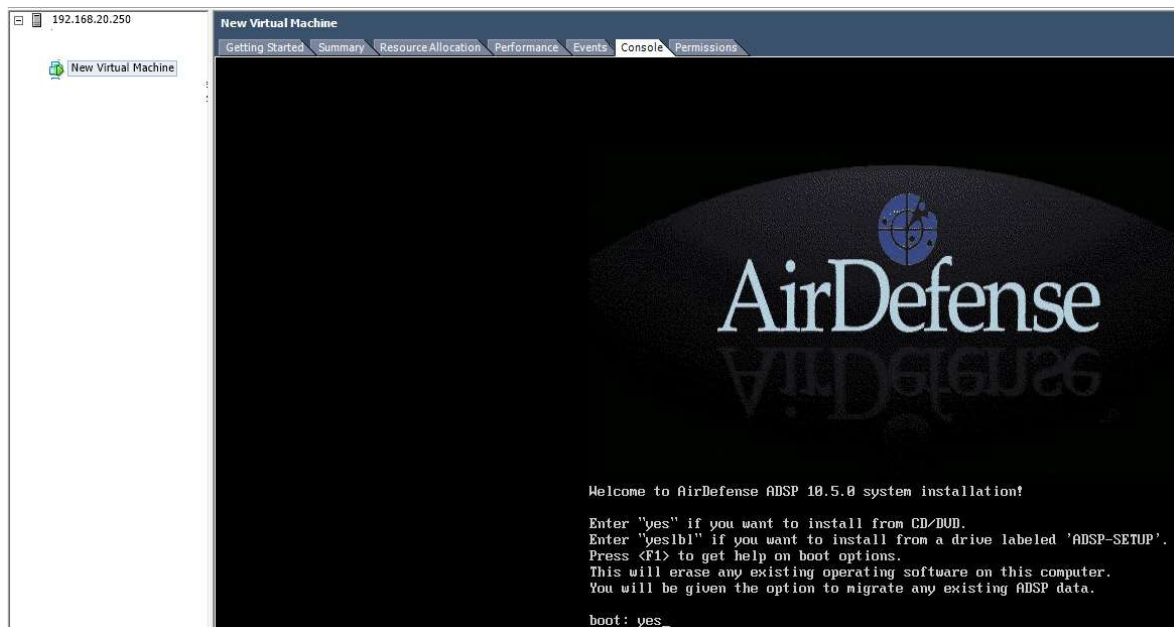 192.168.20.250
New Virtual Machine
New Virtual Machine
Getting Started Summary Resource Allocation Performance Events Console Permissions
AirDefense
Welcome to AirDefense ADSP 10.5.0 system installation!
Enter "yes" if you want to install from CD/DVD.
Enter "yeslbl" if you want to install from a drive labeled 'ADSP-SETUP'.
Press <F1> to get help on boot options.
This will erase any existing operating software on this computer.
You will be given the option to migrate any existing ADSP data.
boot: yes_